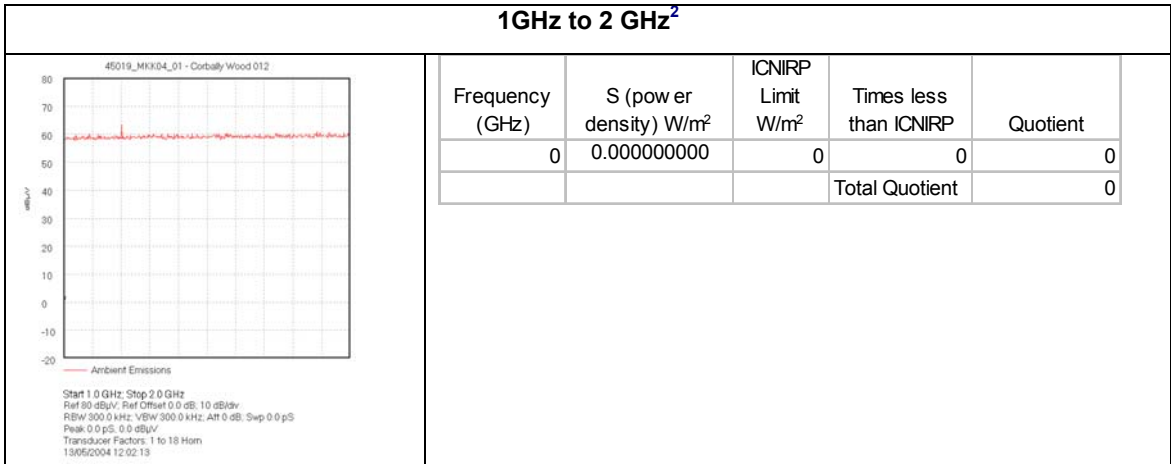 1GHz to 2 GHz2
45019_MKK04_01 - Corbally Wood 012
80
70
60
50
40
30
20
10
0
-10
-20
dBµV
Ambient Emissions
Start 1.0 GHz; Stop 2.0 GHz
Ref 80 dBµV; Ref Offset 0.0 dB; 10 dB/div
RBW 300.0 kHz; VBW 300.0 kHz; Att 0 dB; Swp 0.0 pS
Peak 0.0 pS, 0.0 dBµV
Transducer Factors: 1 to 18 Horn
13/05/2004 12:02:13
Frequency (GHz) S (pow er density) W/m² ICNIRP Limit W/m² Times less than ICNIRP Quotient
0 0.000000000 0 0 0
Total Quotient 0